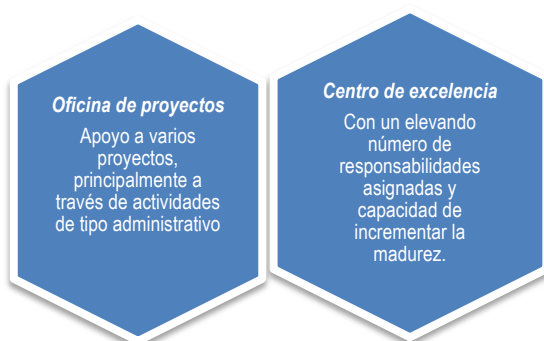 Oficina de proyectos
Apoyo a varios
proyectos,
principalmente a
través de actividades
de tipo administrativo
Centro de excelencia
Con un elevando
número de
responsabilidades
asignadas y
capacidad de
incrementar la
madurez.